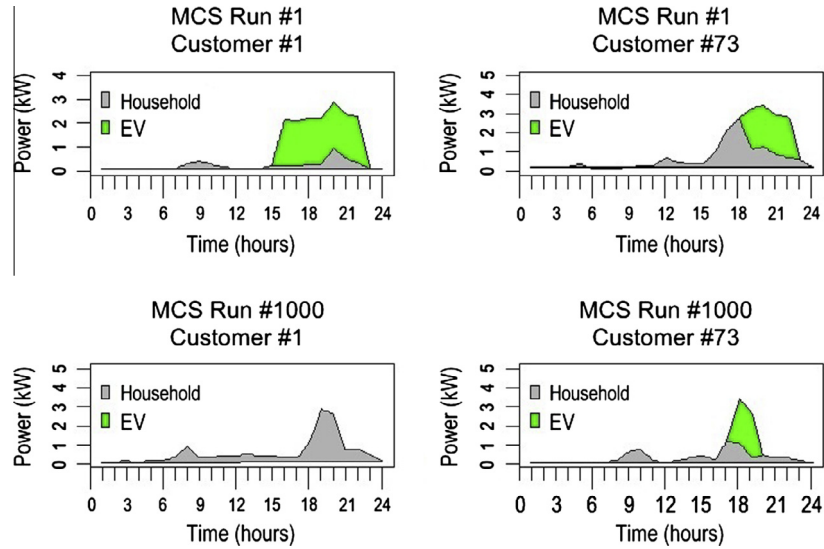 MCS Run #1
Customer #1
Power (kW)
4
3
2
1
0
Household
EV
0 3 6 9 12 15 18 21 24
Time (hours)
MCS Run #1
Customer #73
Power (kW)
5
4
3
2
1
0
Household
EV
0 3 6 9 12 15 18 21 24
Time (hours)
MCS Run #1000
Customer #1
Power (kW)
5
4
3
2
1
0
Household
EV
0 3 6 9 12 15 18 21 24
Time (hours)
MCS Run #1000
Customer #73
Power (kW)
5
4
3
2
1
0
Household
EV
0 3 6 9 12 15 18 21 24
Time (hours)